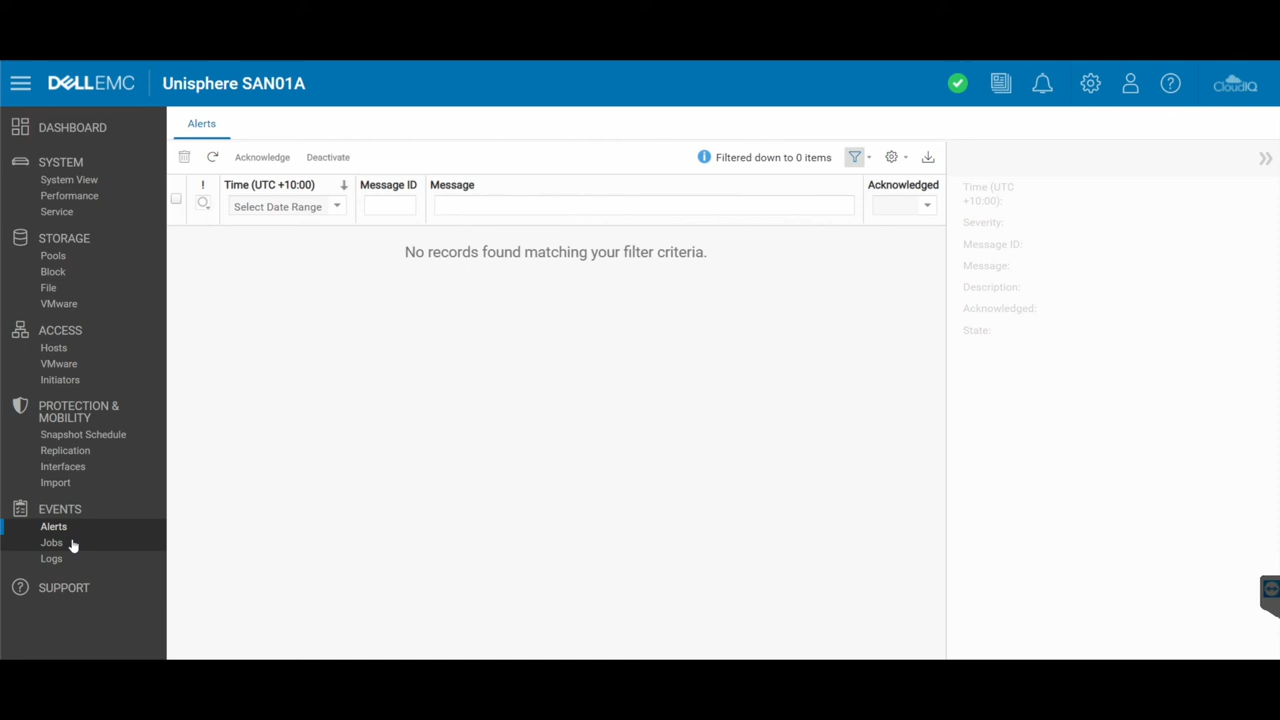 DELLEMC Unisphere SAN01A CloudIQ
DASHBOARD
SYSTEM
System View
Performance
Service
STORAGE
Pools
Block
File
VMware
ACCESS
Hosts
VMware
Initiators
PROTECTION &
MOBILITY
Snapshot Schedule
Replication
Interfaces
Import
EVENTS
Alerts
Jobs
Logs
SUPPORT
Alerts
Acknowledge Deactivate Filtered down to 0 items
! Time (UTC +10:00) Message ID Message Acknowledged
Select Date Range
No records found matching your filter criteria.
Time (UTC
+10:00):
Severity:
Message ID:
Message:
Description:
Acknowledged:
State: